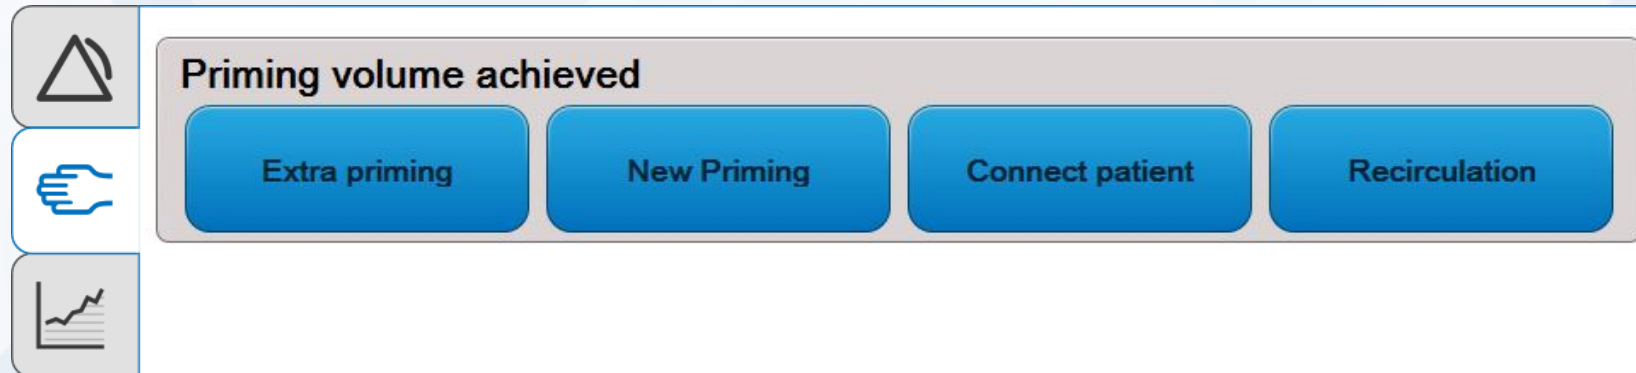 Priming volume achieved
Extra priming
New Priming
Connect patient
Recirculation